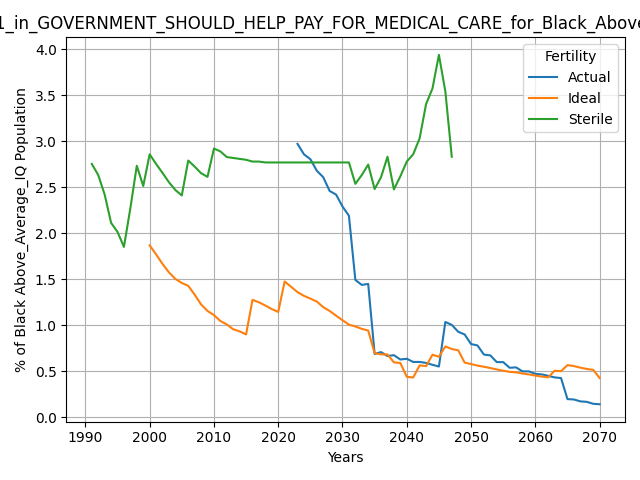 1_in_GOVERNMENT_SHOULD_HELP_PAY_FOR_MEDICAL_CARE_for_Black_Above
Fertility
Actual
Ideal
Sterile
% of Black Above_Average_IQ Population
4.0
3.5
3.0
2.5
2.0
1.5
1.0
0.5
0.0
1990 2000 2010 2020 2030 2040 2050 2060 2070
Years